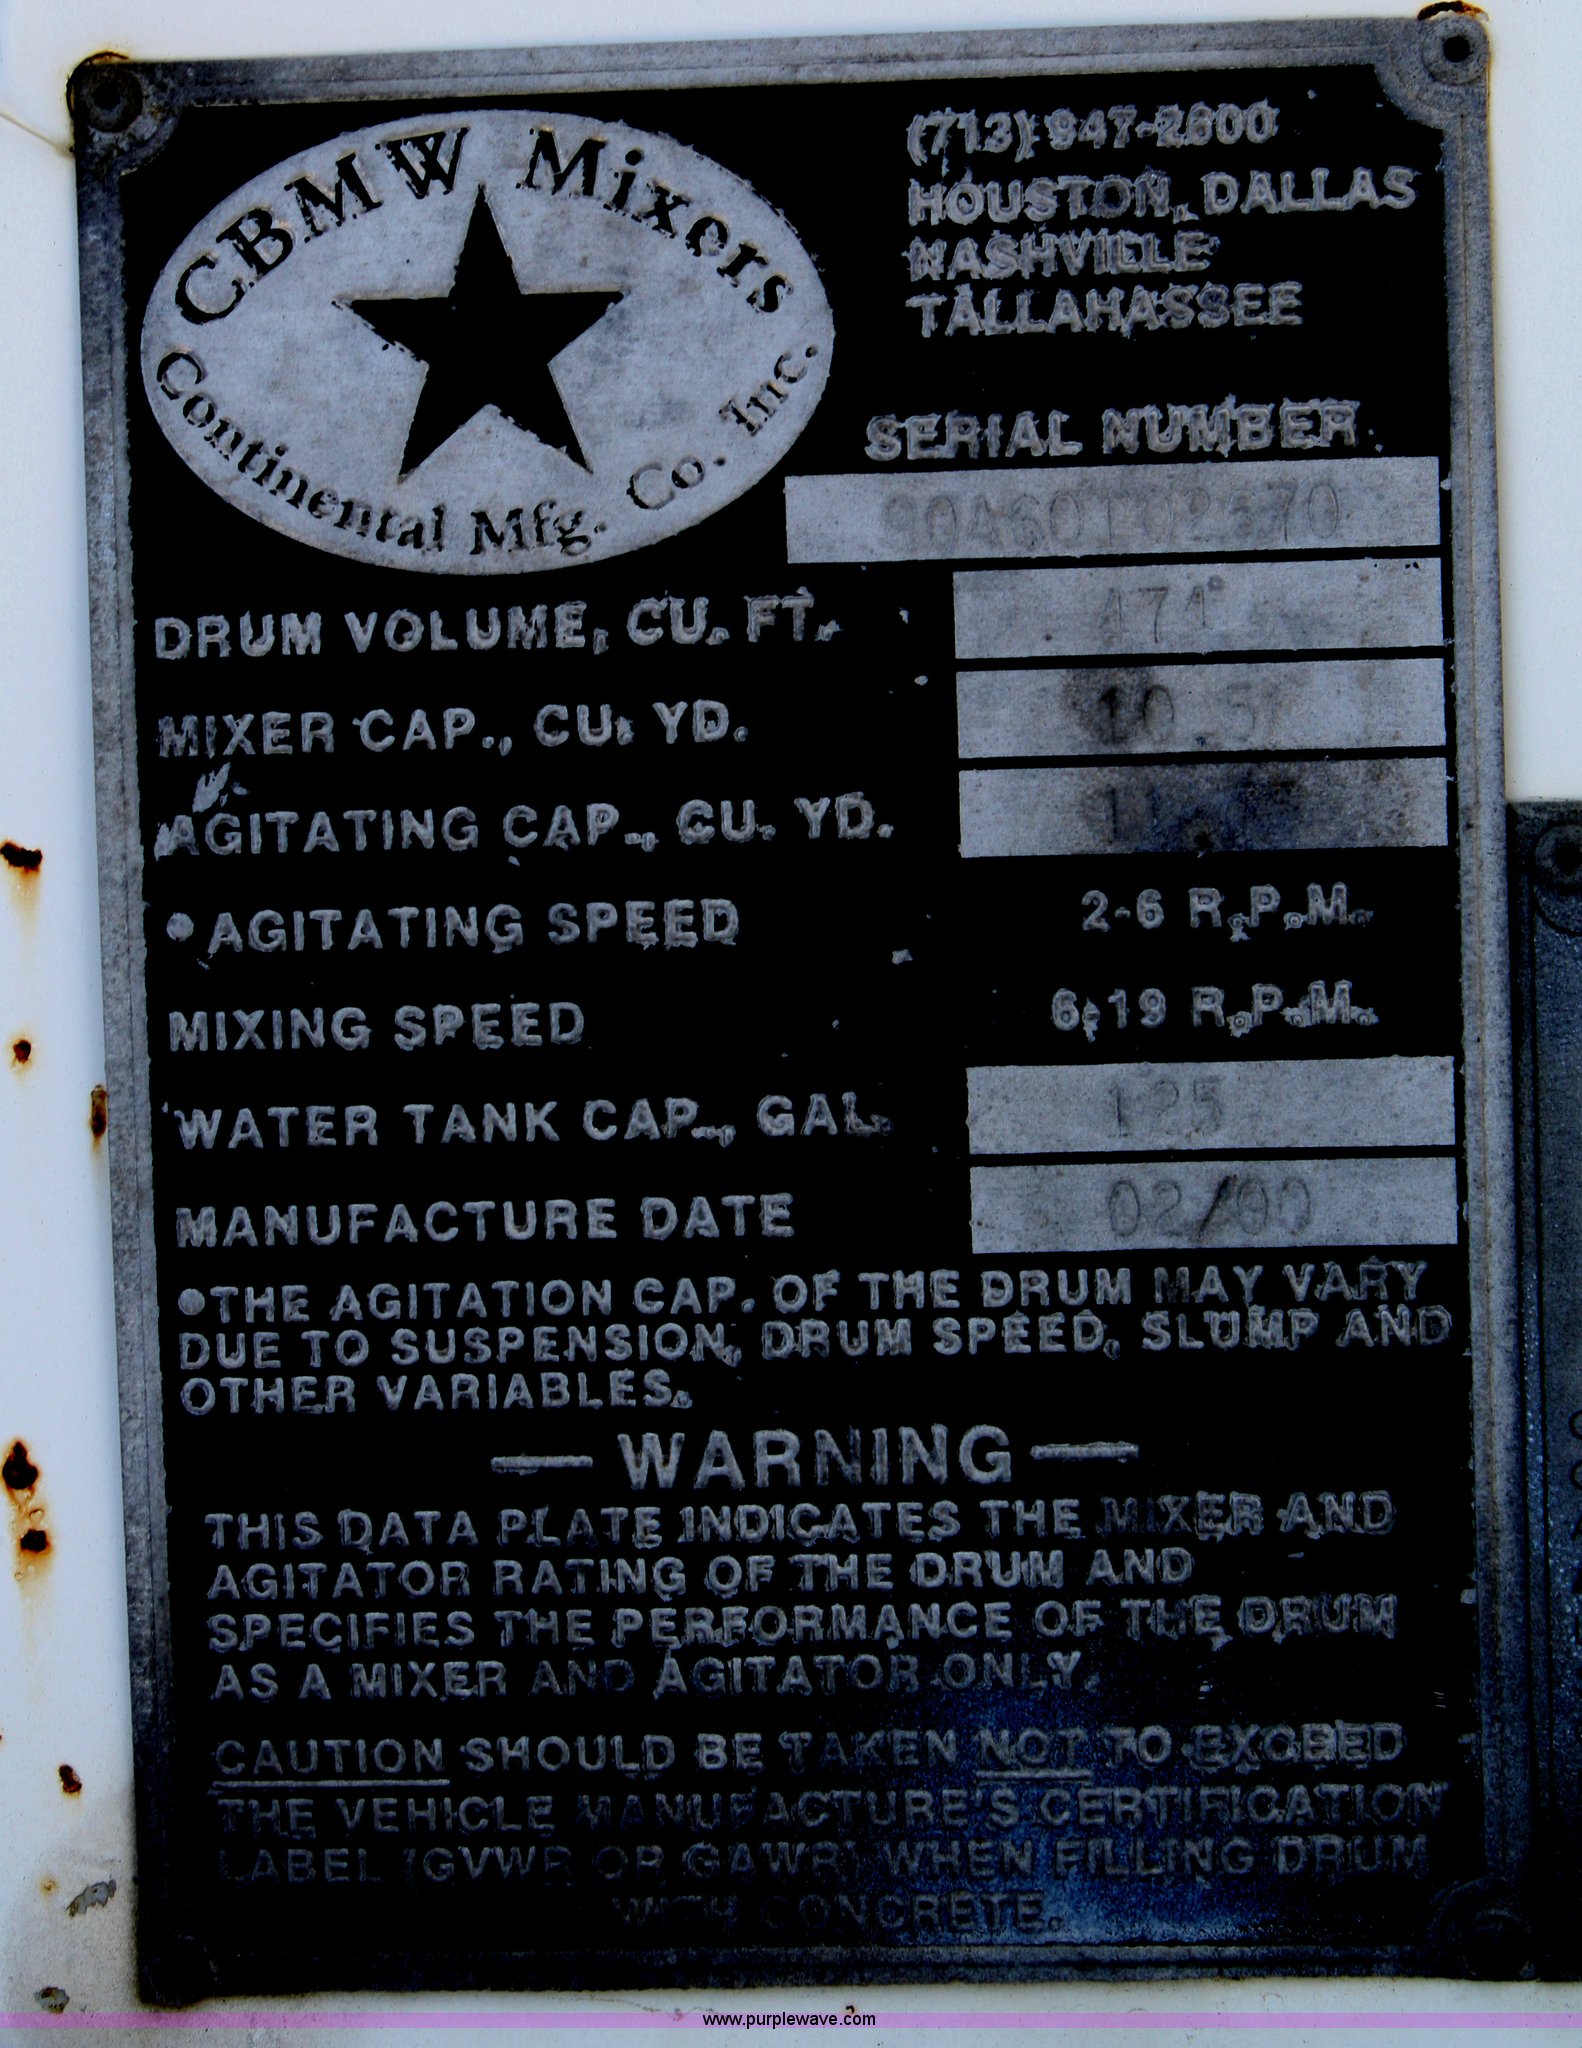 CBMW Mixers
Continental Mfg. Co. Inc.
(713) 947-2600
HOUSTON, DALLAS
NASHVILLE
TALLAHASSEE
SERIAL NUMBER
DRUM VOLUME, CU. FT. 471
MIXER CAP., CU. YD. 10.5
AGITATING CAP., CU. YD.
•AGITATING SPEED 2-6 R.P.M.
MIXING SPEED 6-19 R.P.M.
WATER TANK CAP., GAL. 125
MANUFACTURE DATE 02/00
•THE AGITATION CAP. OF THE DRUM MAY VARY
DUE TO SUSPENSION, DRUM SPEED, SLUMP AND
OTHER VARIABLES.
— WARNING —
THIS DATA PLATE INDICATES THE MIXER AND
AGITATOR RATING OF THE DRUM AND
SPECIFIES THE PERFORMANCE OF THE DRUM
AS A MIXER AND AGITATOR ONLY.
CAUTION SHOULD BE TAKEN NOT TO EXCEED
THE VEHICLE MANUFACTURE'S CERTIFICATION
LABEL (GVWR OR GAWR) WHEN FILLING DRUM
WITH CONCRETE.
www.purplewave.com